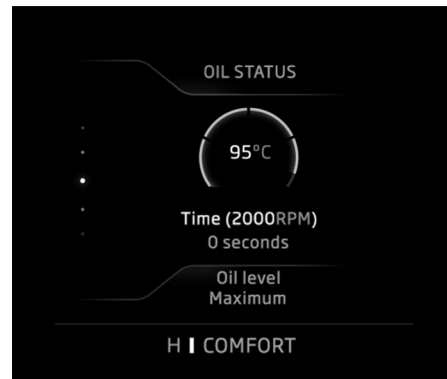 OIL STATUS
95°C
Time (2000RPM)
0 seconds
Oil level
Maximum
H COMFORT